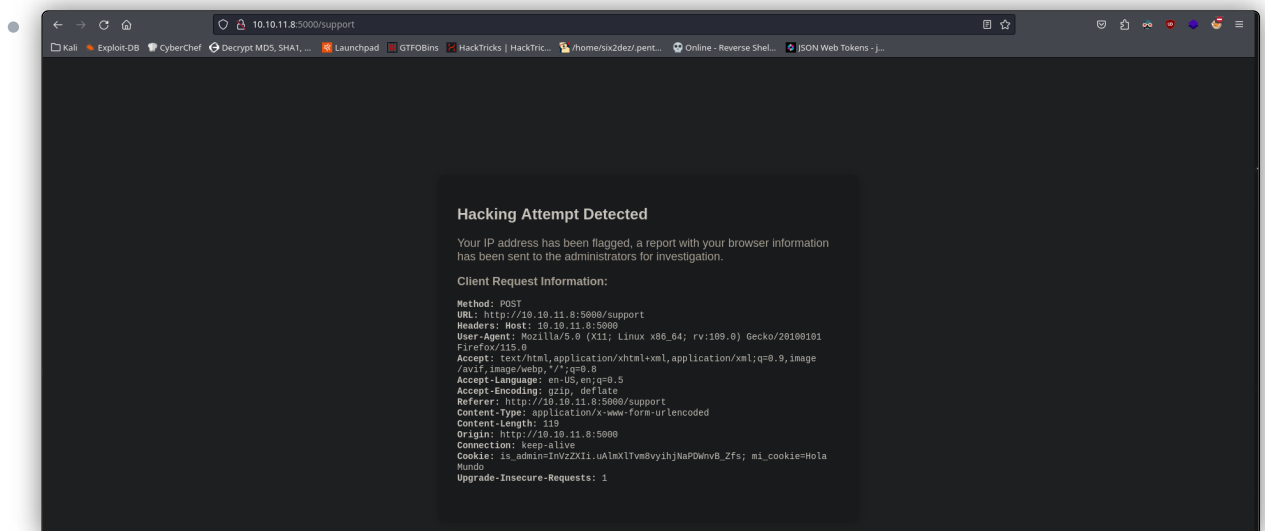 10.10.11.8:5000/support
Kali Exploit-DB CyberChef Decrypt MD5, SHA1, ... Launchpad GTFOBins HackTricks | HackTric... /home/six2dez/.pent... Online - Reverse Shel... JSON Web Tokens - j...
Hacking Attempt Detected
Your IP address has been flagged, a report with your browser information
has been sent to the administrators for investigation.
Client Request Information:
Method: POST
URL: http://10.10.11.8:5000/support
Headers: Host: 10.10.11.8:5000
User-Agent: Mozilla/5.0 (X11; Linux x86_64; rv:109.0) Gecko/20100101
Firefox/115.0
Accept: text/html,application/xhtml+xml,application/xml;q=0.9,image
/avif,image/webp,*/*;q=0.8
Accept-Language: en-US,en;q=0.5
Accept-Encoding: gzip, deflate
Referer: http://10.10.11.8:5000/support
Content-Type: application/x-www-form-urlencoded
Content-Length: 119
Origin: http://10.10.11.8:5000
Connection: keep-alive
Cookie: is_admin=InVzZXIi.uAlmXlTvm8vyihjNaPDWnvB_Zfs; mi_cookie=Hola
Mundo
Upgrade-Insecure-Requests: 1